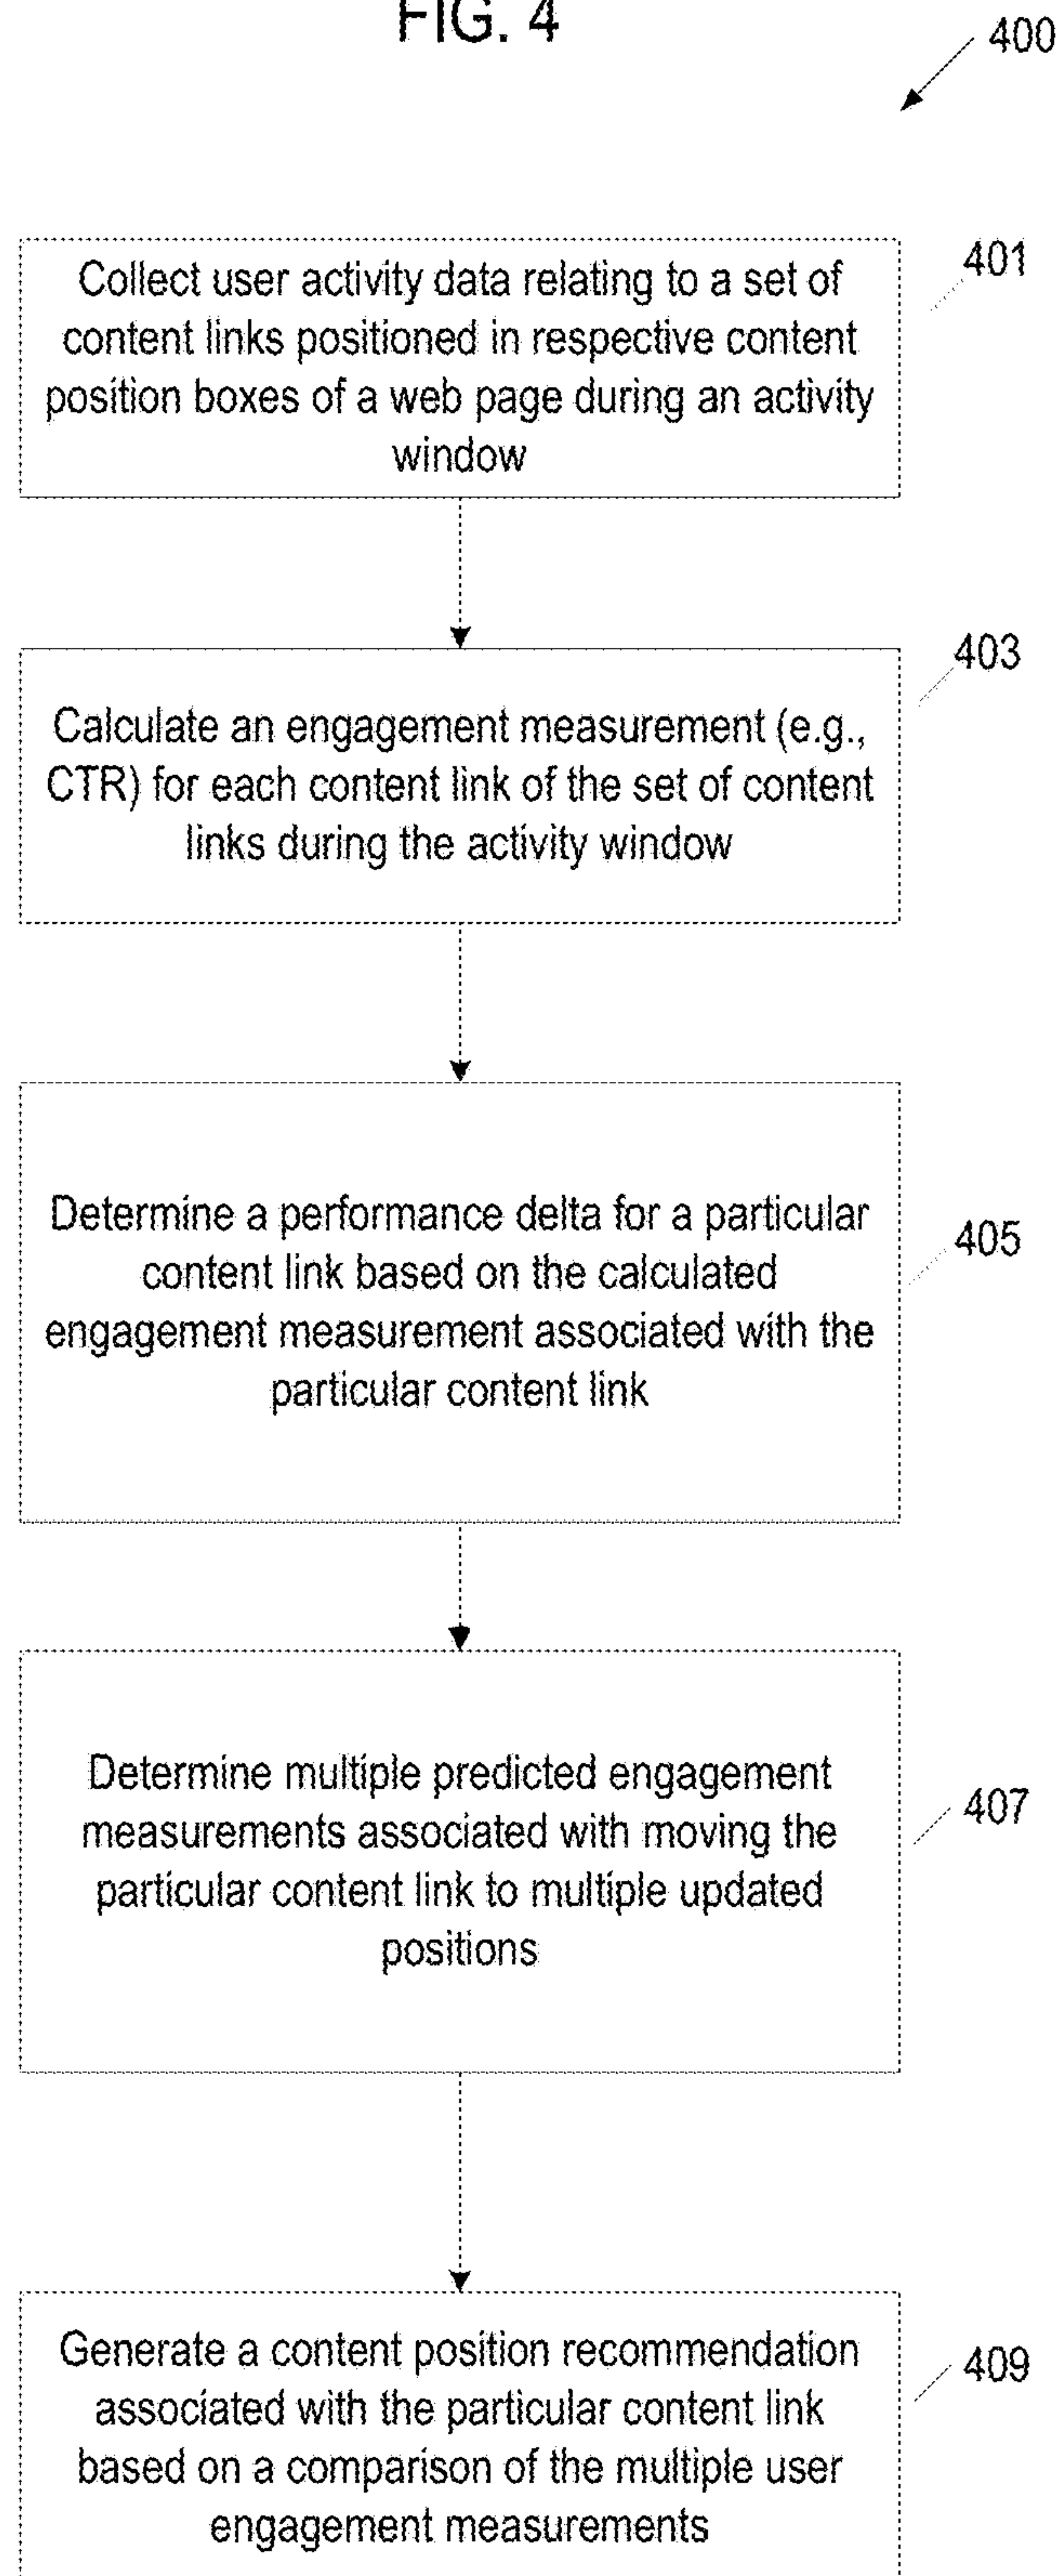 FIG. 4
400
Collect user activity data relating to a set of
content links positioned in respective content
position boxes of a web page during an activity
window
401
Calculate an engagement measurement (e.g.,
CTR) for each content link of the set of content
links during the activity window
403
Determine a performance delta for a particular
content link based on the calculated
engagement measurement associated with the
particular content link
405
Determine multiple predicted engagement
measurements associated with moving the
particular content link to multiple updated
positions
407
Generate a content position recommendation
associated with the particular content link
based on a comparison of the multiple user
engagement measurements
409